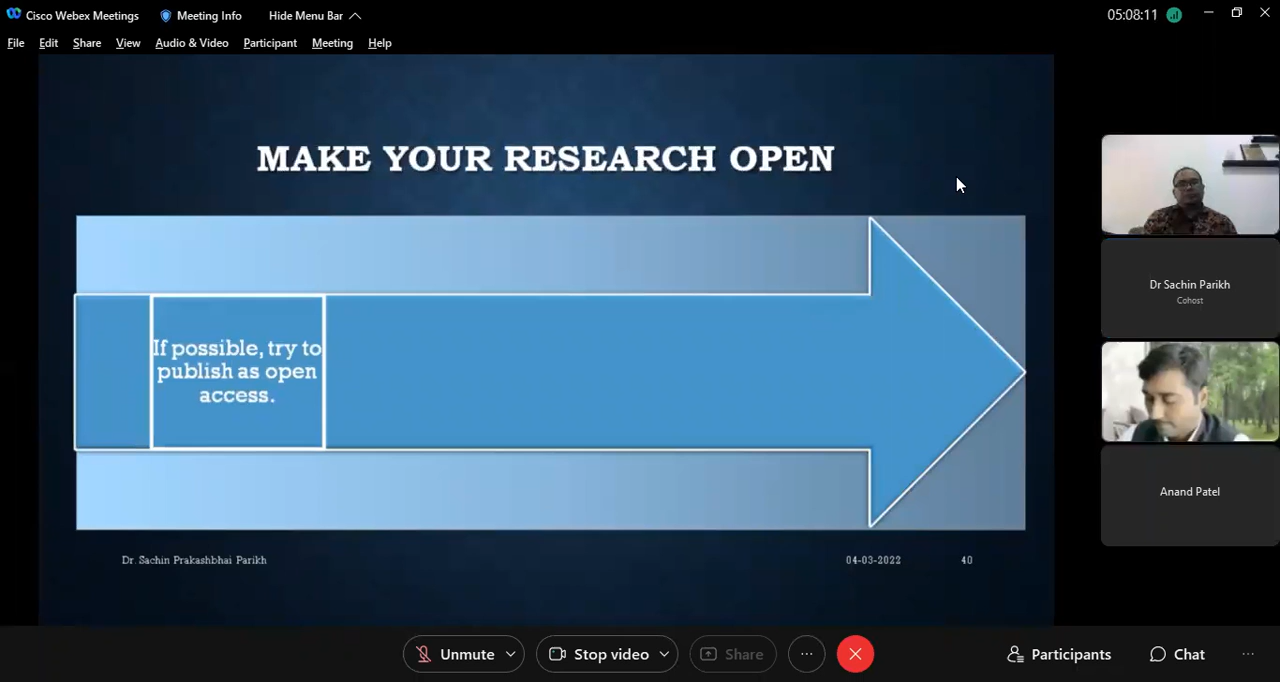 Cisco Webex Meetings Meeting Info Hide Menu Bar 05:08:11
File Edit Share View Audio & Video Participant Meeting Help
MAKE YOUR RESEARCH OPEN
If possible, try to
publish as open
access.
Dr. Sachin Prakashbhai Parikh 04-03-2022 40
Dr Sachin Parikh
Cohost
Anand Patel
Unmute Stop video Share Participants Chat